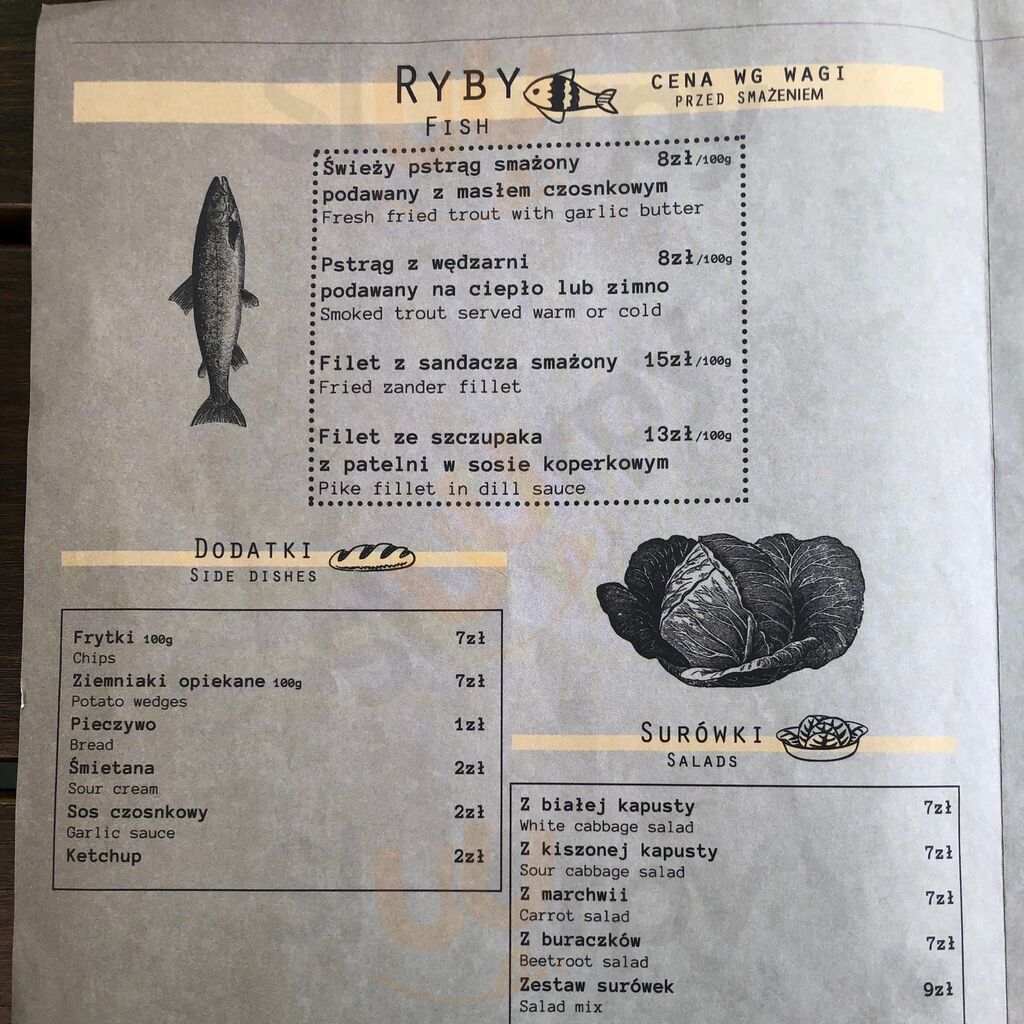 RYBY
CENA WG WAGI
PRZED SMAŻENIEM
FISH
Świeży pstrąg smażony 8zł/100g
podawany z masłem czosnkowym
Fresh fried trout with garlic butter
Pstrąg z wędzarni 8zł/100g
podawany na ciepło lub zimno
Smoked trout served warm or cold
Filet z sandacza smażony 15zł/100g
Fried zander fillet
Filet ze szczupaka 13zł/100g
z patelni w sosie koperkowym
Pike fillet in dill sauce
DODATKI
SIDE DISHES
Frytki 100g 7zł
Chips
Ziemniaki opiekane 100g 7zł
Potato wedges
Pieczywo 1zł
Bread
Śmietana 2zł
Sour cream
Sos czosnkowy 2zł
Garlic sauce
Ketchup 2zł
SURÓWKI
SALADS
Z białej kapusty 7zł
White cabbage salad
Z kiszonej kapusty 7zł
Sour cabbage salad
Z marchwii 7zł
Carrot salad
Z buraczków 7zł
Beetroot salad
Zestaw surówek 9zł
Salad mix